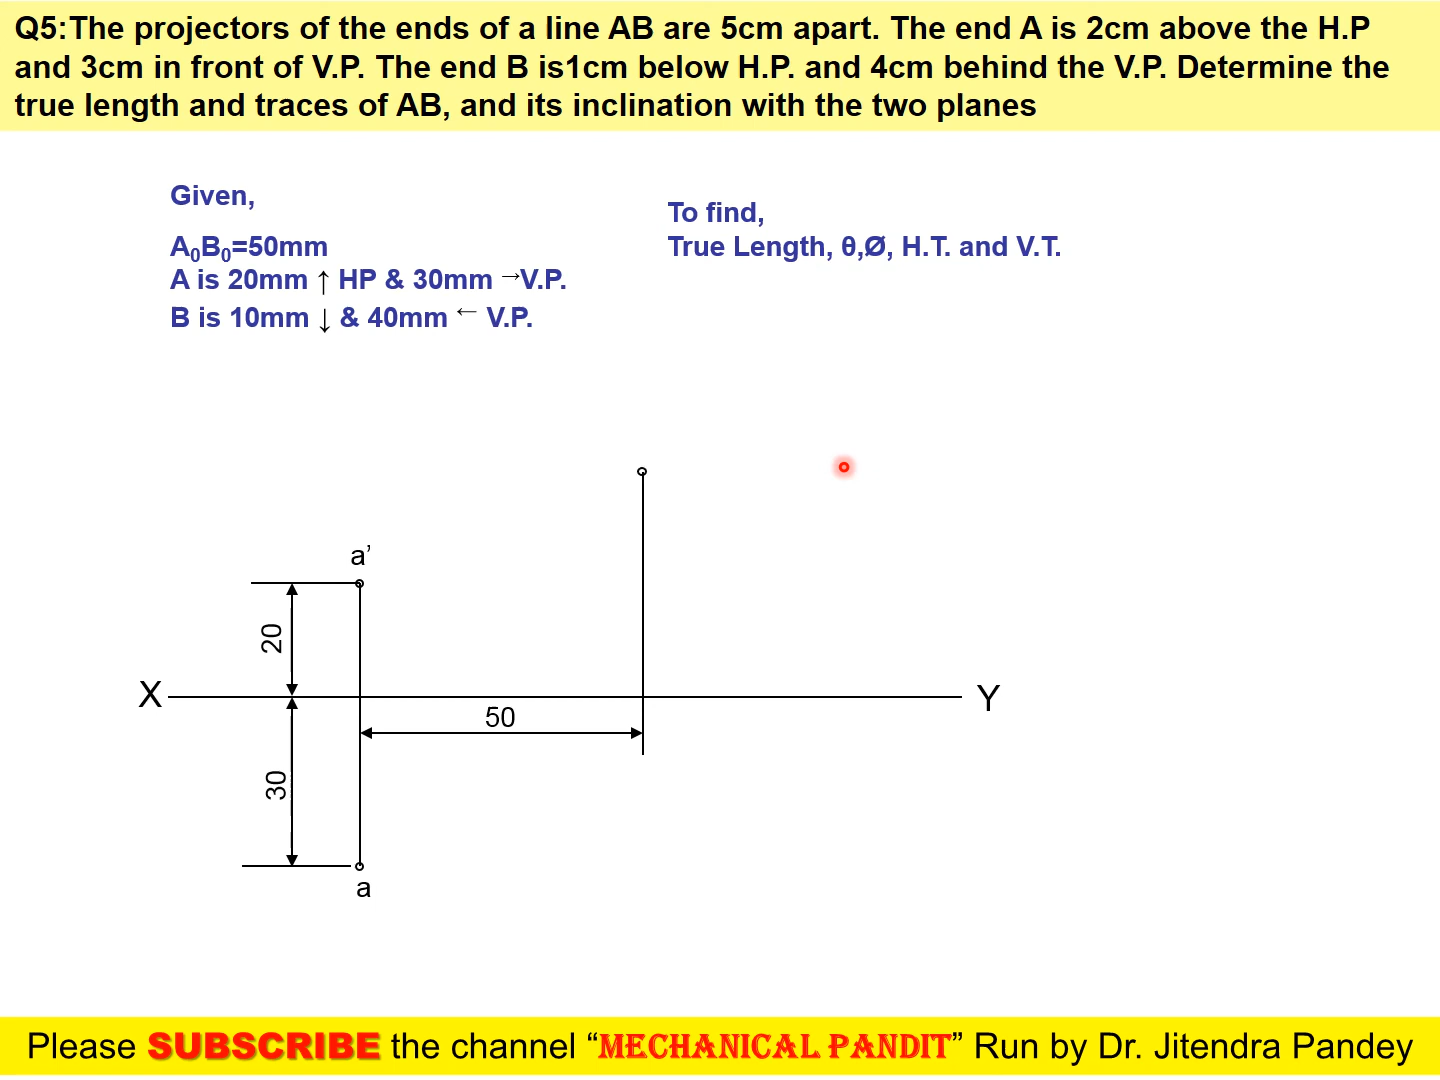 Q5:The projectors of the ends of a line AB are 5cm apart. The end A is 2cm above the H.P
and 3cm in front of V.P. The end B is1cm below H.P. and 4cm behind the V.P. Determine the
true length and traces of AB, and its inclination with the two planes
Given,
A₀B₀=50mm
A is 20mm ↑ HP & 30mm →V.P.
B is 10mm ↓ & 40mm ← V.P.
To find,
True Length, θ,Ø, H.T. and V.T.
a’
20
X
Y
50
30
a
Please SUBSCRIBE the channel “MECHANICAL PANDIT” Run by Dr. Jitendra Pandey